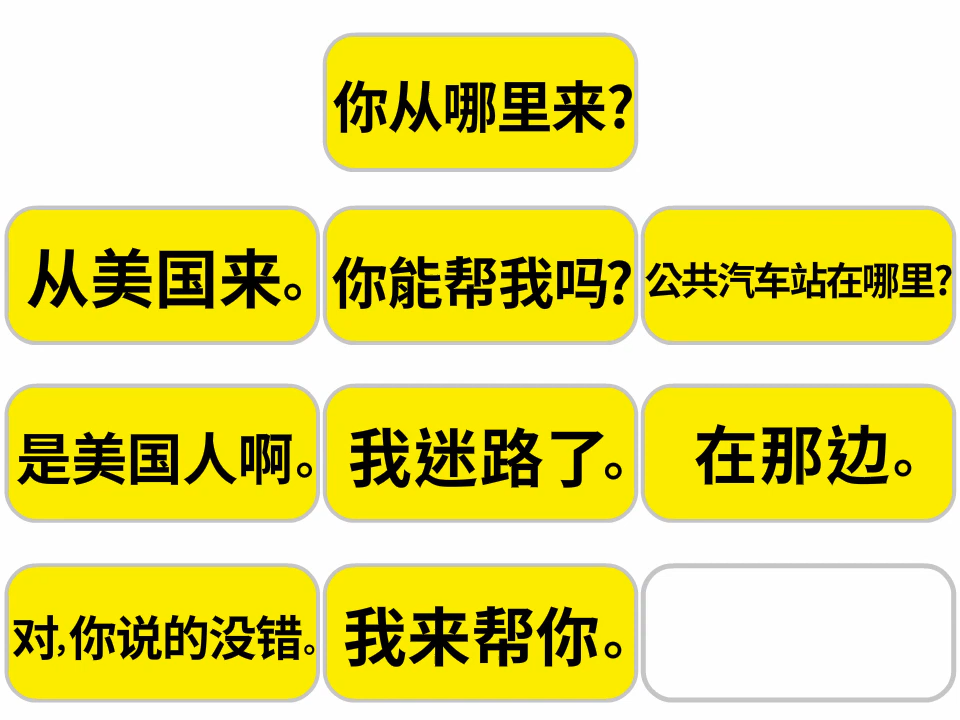 你从哪里来?
从美国来。
你能帮我吗?
公共汽车站在哪里?
是美国人啊。
我迷路了。
在那边。
对,你说的没错。
我来帮你。